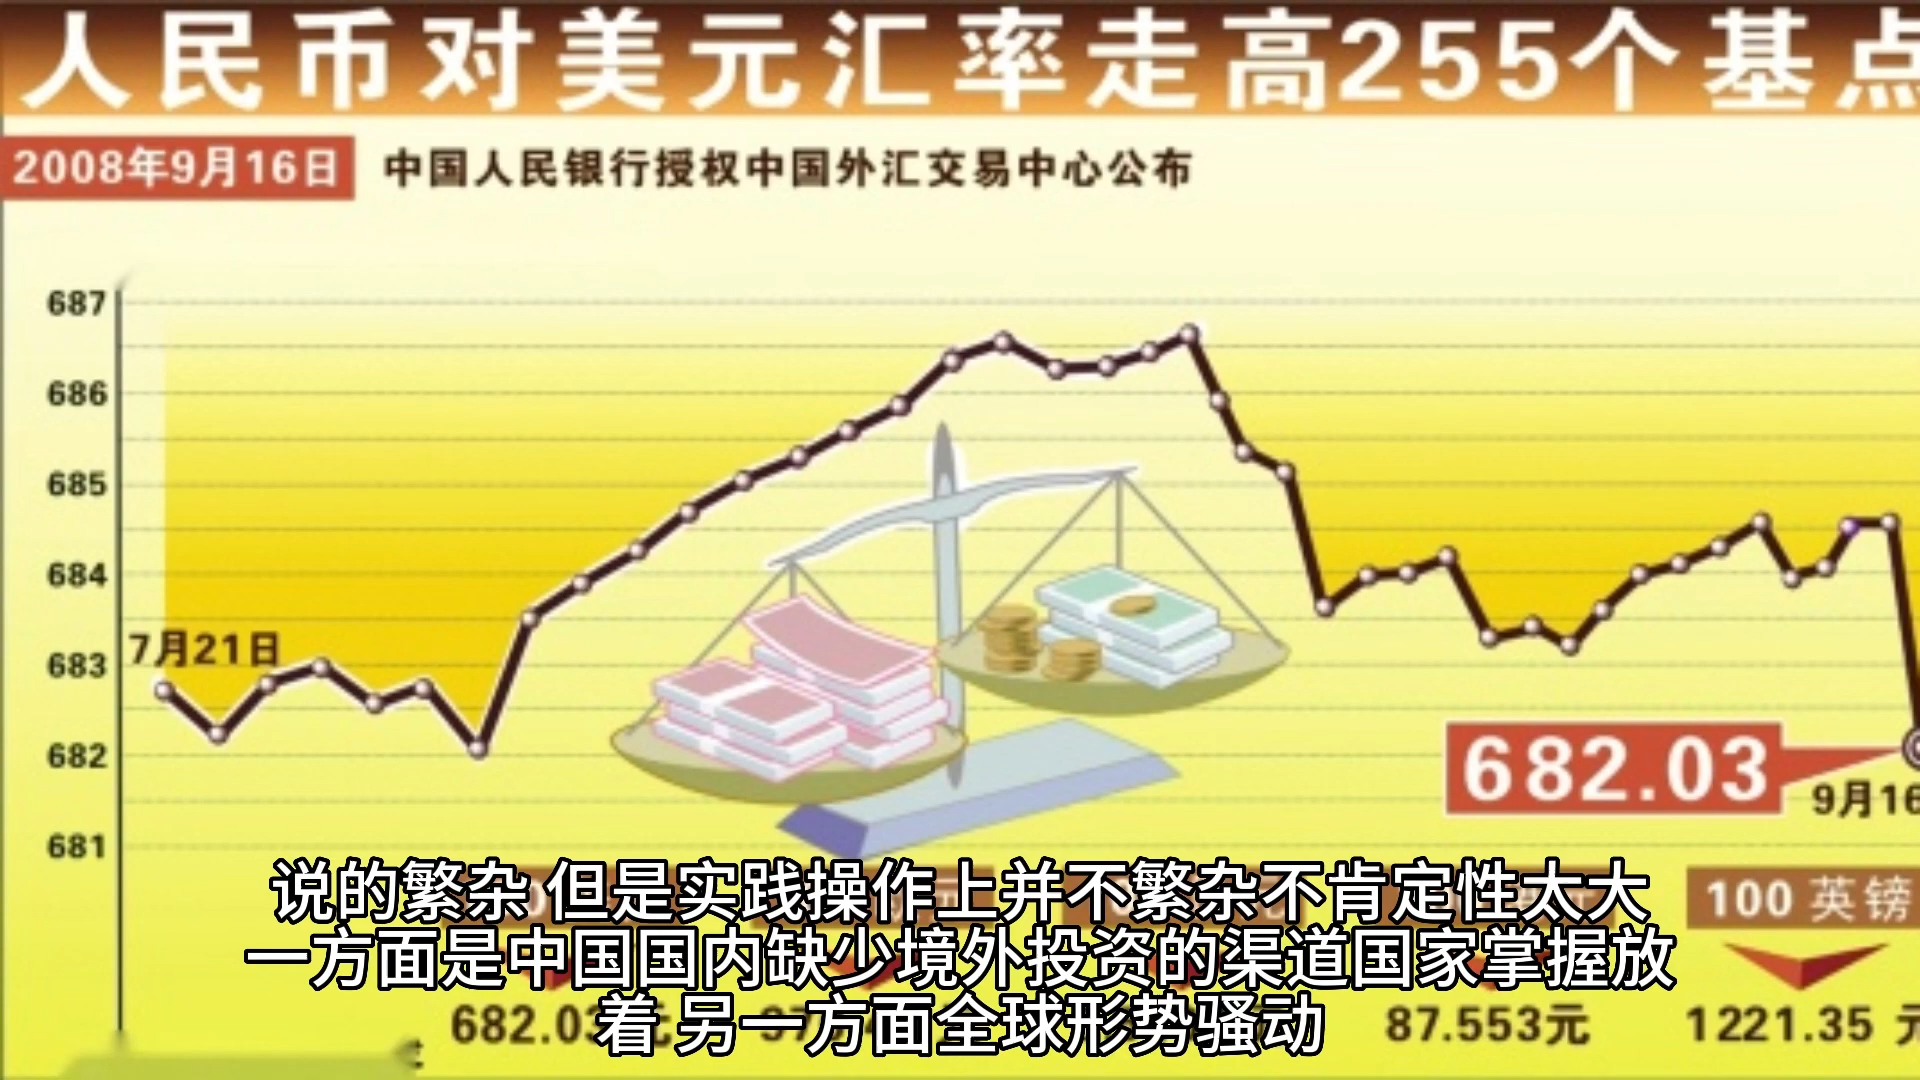 人民币对美元汇率走高255个基点
2008年9月16日 中国人民银行授权中国外汇交易中心公布
687
686
685
684
7月21日
683
682
682.03
9月16
681
说的繁杂 但是实践操作上并不繁杂不肯定性太大
100 英镑
一方面是中国国内缺少境外投资的渠道国家掌握放
着 另一方面全球形势骚动
682.03
87.553元
1221.35 元